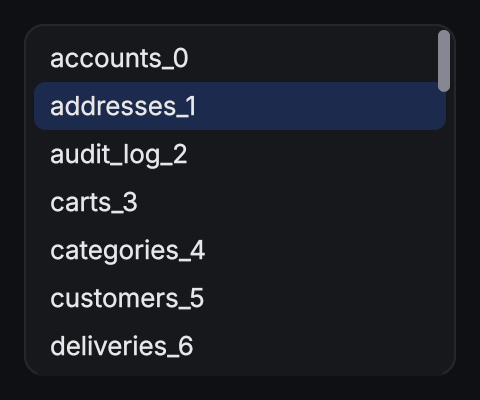 accounts_0
addresses_1
audit_log_2
carts_3
categories_4
customers_5
deliveries_6